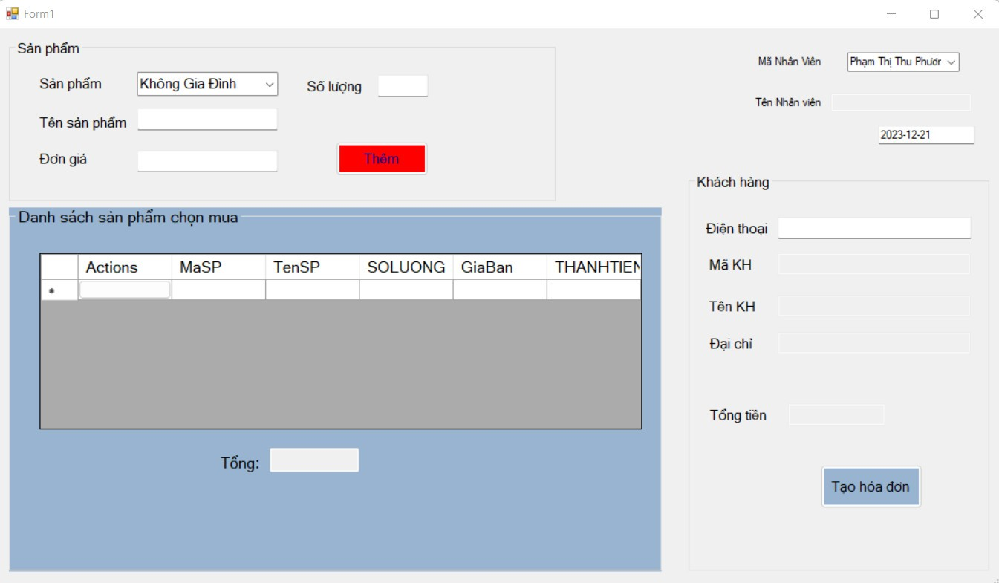 Form1
Sản phẩm
Sản phẩm
Không Gia Đình
Số lượng
Tên sản phẩm
Đơn giá
Thêm
Mã Nhân Viên
Phạm Thị Thu Phươr
Tên Nhân viên
2023-12-21
Danh sách sản phẩm chọn mua
Actions MaSP TenSP SOLUONG GiaBan THANHTIEN
Tổng:
Khách hàng
Điện thoại
Mã KH
Tên KH
Đại chỉ
Tổng tiền
Tạo hóa đơn